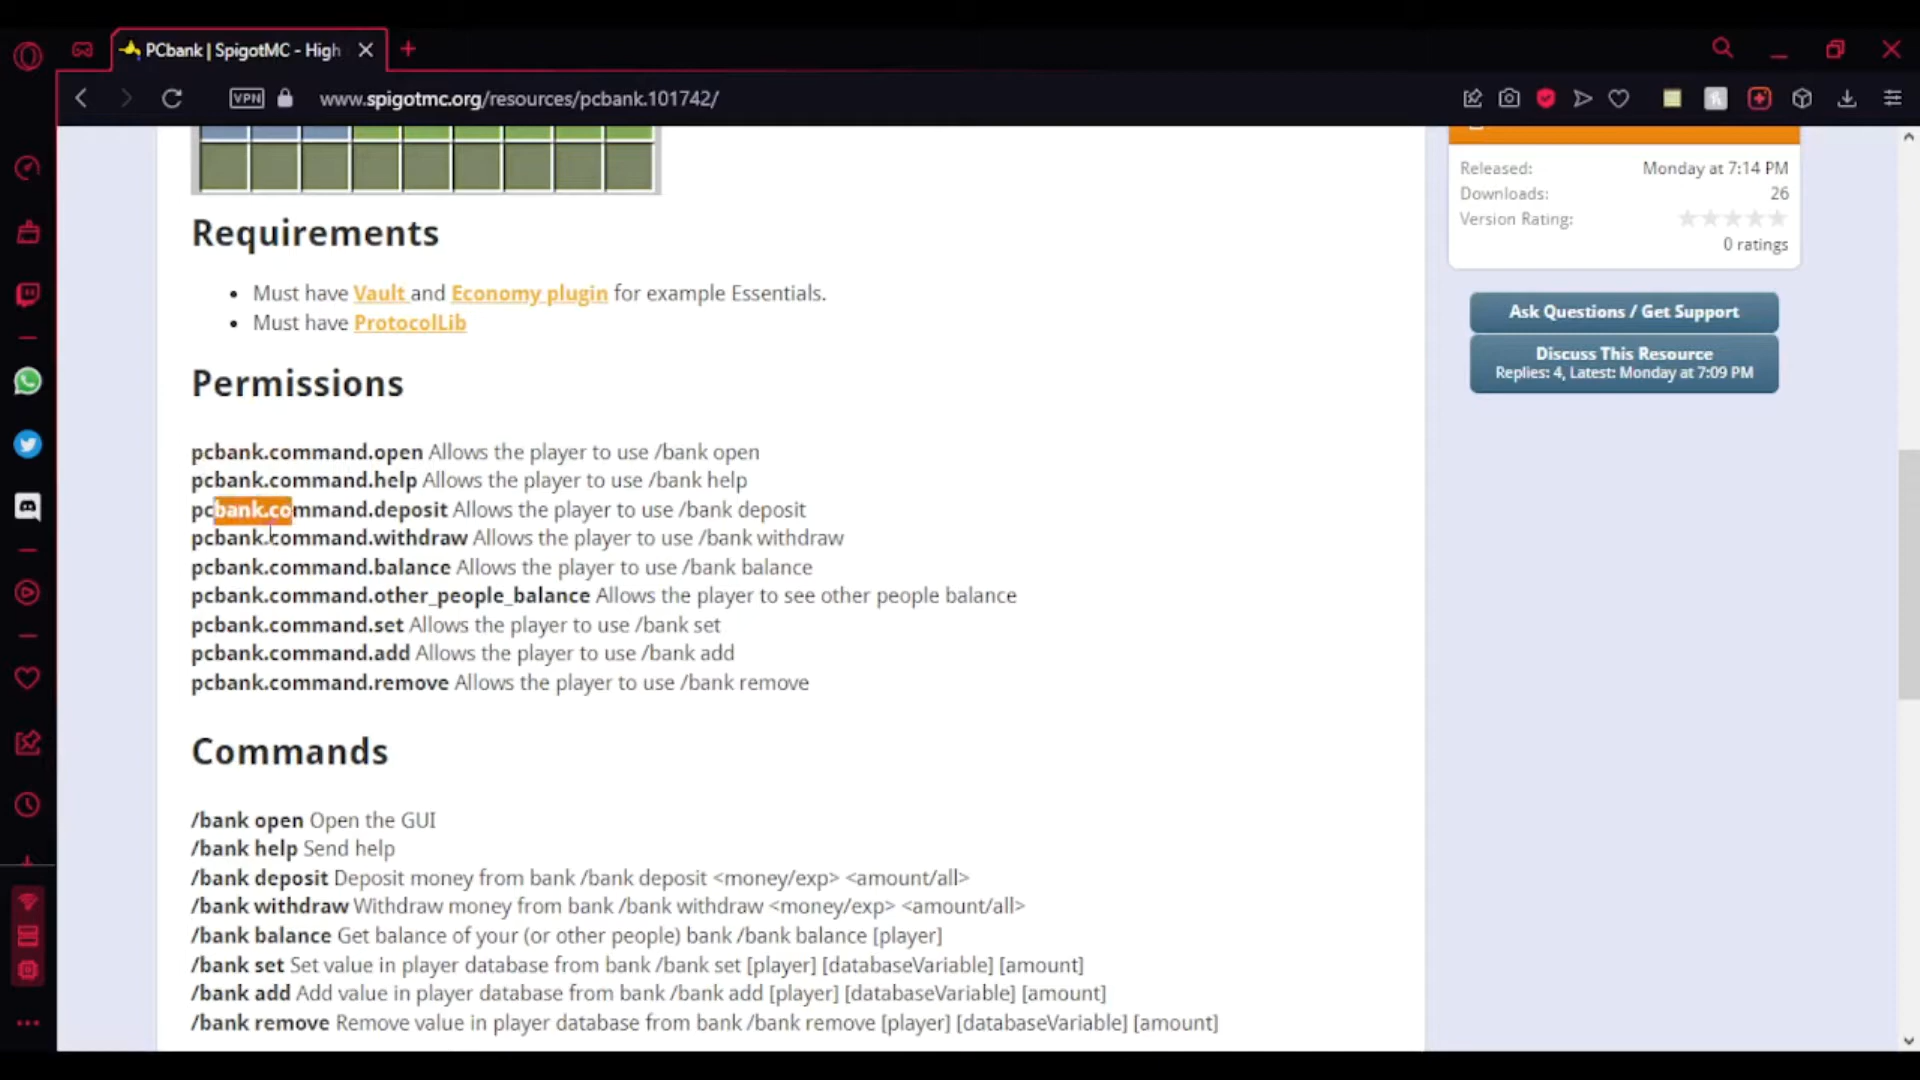 PCbank | SpigotMC - High
VPN
www.spigotmc.org/resources/pcbank.101742/
Requirements
Must have Vault and Economy plugin for example Essentials.
Must have ProtocolLib
Permissions
pcbank.command.open Allows the player to use /bank open
pcbank.command.help Allows the player to use /bank help
pcbank.command.deposit Allows the player to use /bank deposit
pcbank.command.withdraw Allows the player to use /bank withdraw
pcbank.command.balance Allows the player to use /bank balance
pcbank.command.other_people_balance Allows the player to see other people balance
pcbank.command.set Allows the player to use /bank set
pcbank.command.add Allows the player to use /bank add
pcbank.command.remove Allows the player to use /bank remove
Commands
/bank open Open the GUI
/bank help Send help
/bank deposit Deposit money from bank /bank deposit <money/exp> <amount/all>
/bank withdraw Withdraw money from bank /bank withdraw <money/exp> <amount/all>
/bank balance Get balance of your (or other people) bank /bank balance [player]
/bank set Set value in player database from bank /bank set [player] [databaseVariable] [amount]
/bank add Add value in player database from bank /bank add [player] [databaseVariable] [amount]
/bank remove Remove value in player database from bank /bank remove [player] [databaseVariable] [amount]
Released: Monday at 7:14 PM
Downloads: 26
Version Rating:
0 ratings
Ask Questions / Get Support
Discuss This Resource
Replies: 4, Latest: Monday at 7:09 PM